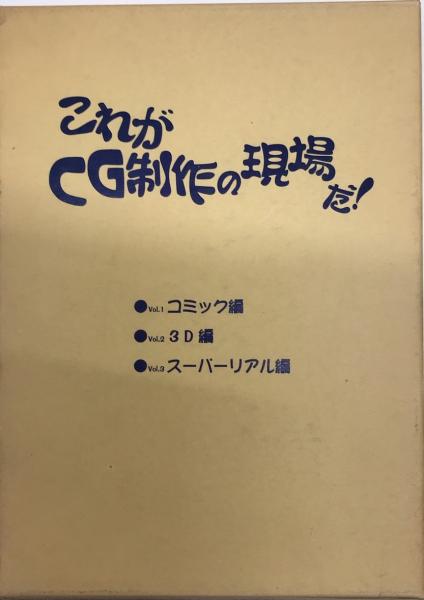 これが
CG制作の現場だ!
●Vol.1 コミック編
●Vol.2 3D編
●Vol.3 スーパーリアル編